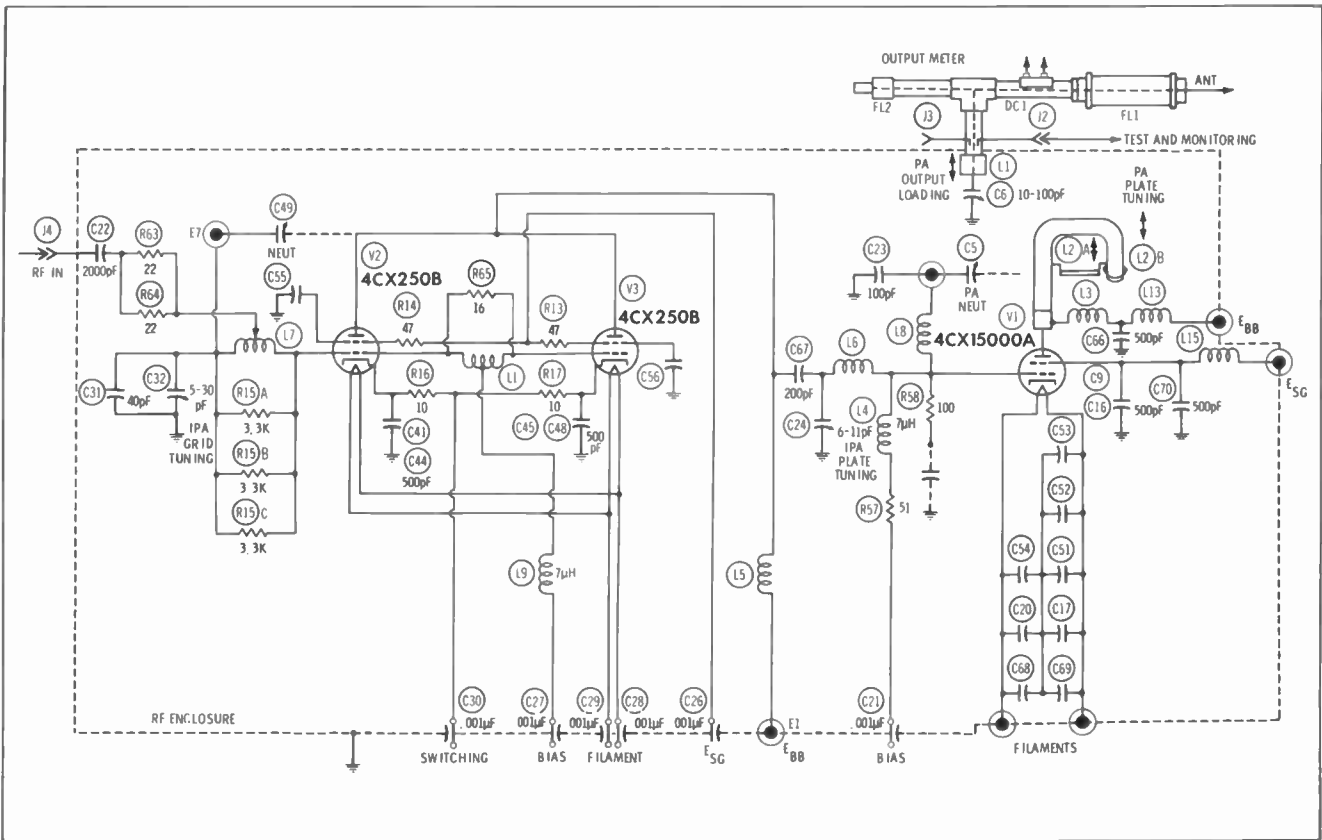 OUTPUT METER
ANT
FL2
DC1
FL1
J3
J2
TEST AND MONITORING
PA
OUTPUT
LOADING
L1
C6 10-100pF
PA
PLATE
TUNING
J4
RF IN
C22
2000pF
R63
22
R64
22
E7
C49
NEUT
C55
V2
4CX250B
R14
47
R65
16
R13
47
V3
4CX250B
C23
100pF
C5
PA
NEUT
L2 A
L2 B
V1
4CX15000A
L3
L13
E BB
C66
500pF
L15
E SG
L7
L8
C31
40pF
C32
5-30
pF
IPA
GRID
TUNING
R15 A
3.3K
R15 B
3.3K
R15 C
3.3K
R16
10
L1
R17
10
C56
C41
C44
500pF
C45
C48
500
pF
C67
200pF
L6
C24
L4
6-11pF
7μH
IPA
PLATE
TUNING
R58
100
R57
51
C9
C16
500pF
C70
500pF
C53
C52
C54
C51
C20
C17
C68
C69
L9
7μH
L5
RF ENCLOSURE
C30
.001μF
SWITCHING
C27
.001μF
BIAS
C29
.001μF
C28
.001μF
FILAMENT
C26
.001μF
E SG
E1
E BB
C21
.001μF
BIAS
FILAMENTS